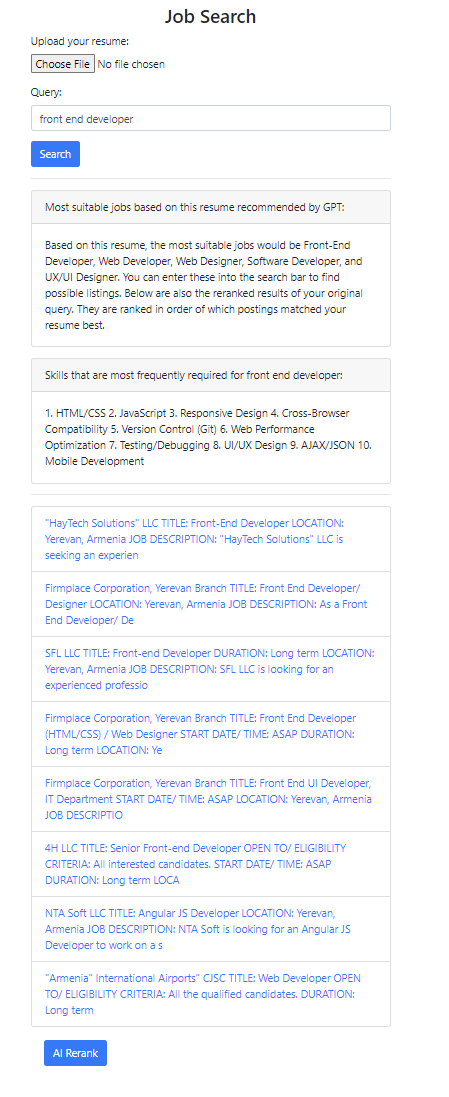 Job Search
Upload your resume:
Choose File No file chosen
Query:
front end developer
Search
Most suitable jobs based on this resume recommended by GPT:
Based on this resume, the most suitable jobs would be Front-End
Developer, Web Developer, Web Designer, Software Developer, and
UX/UI Designer. You can enter these into the search bar to find
possible listings. Below are also the reranked results of your original
query. They are ranked in order of which postings matched your
resume best.
Skills that are most frequently required for front end developer:
1. HTML/CSS 2. JavaScript 3. Responsive Design 4. Cross-Browser
Compatibility 5. Version Control (Git) 6. Web Performance
Optimization 7. Testing/Debugging 8. UI/UX Design 9. AJAX/JSON 10.
Mobile Development
"HayTech Solutions" LLC TITLE: Front-End Developer LOCATION:
Yerevan, Armenia JOB DESCRIPTION: "HayTech Solutions" LLC is
seeking an experien
Firmplace Corporation, Yerevan Branch TITLE: Front End Developer/
Designer LOCATION: Yerevan, Armenia JOB DESCRIPTION: As a Front
End Developer/ De
SFL LLC TITLE: Front-end Developer DURATION: Long term LOCATION:
Yerevan, Armenia JOB DESCRIPTION: SFL LLC is looking for an
experienced professio
Firmplace Corporation, Yerevan Branch TITLE: Front End Developer
(HTML/CSS) / Web Designer START DATE/ TIME: ASAP DURATION:
Long term LOCATION: Ye
Firmplace Corporation, Yerevan Branch TITLE: Front End UI Developer,
IT Department START DATE/ TIME: ASAP LOCATION: Yerevan, Armenia
JOB DESCRIPTIO
4H LLC TITLE: Senior Front-end Developer OPEN TO/ ELIGIBILITY
CRITERIA: All interested candidates. START DATE/ TIME: ASAP
DURATION: Long term LOCA
NTA Soft LLC TITLE: Angular JS Developer LOCATION: Yerevan,
Armenia JOB DESCRIPTION: NTA Soft is looking for an Angular JS
Developer to work on a s
"Armenia" International Airports" CJSC TITLE: Web Developer OPEN
TO/ ELIGIBILITY CRITERIA: All the qualified candidates. DURATION:
Long term
AI Rerank